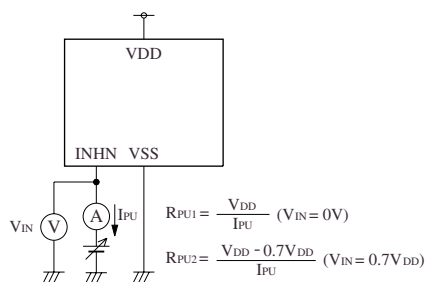 VDD
INHN VSS
VIN V A IPU
RPU1 = VDD / IPU (VIN = 0V)
RPU2 = VDD - 0.7VDD / IPU (VIN = 0.7VDD)